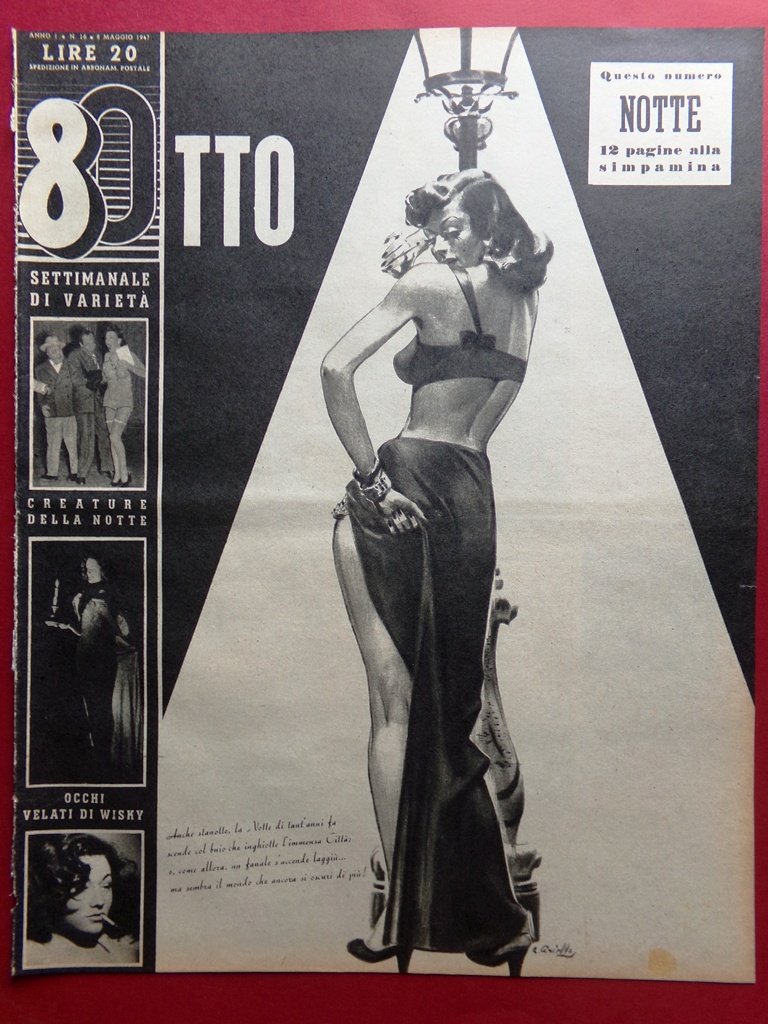 ANNO 1 • N. 16 • 8 MAGGIO 1947
LIRE 20
SPEDIZIONE IN ABBONAM. POSTALE
8OTTO
SETTIMANALE
DI VARIETÀ
CREATURE
DELLA NOTTE
OCCHI
VELATI DI WISKY
Questo numero
NOTTE
12 pagine alla
simpamina
Anche stanotte, la Notte di tant'anni fa
scende col buio che inghiotte l'immensa Città:
e, come allora, un fanale s'accende laggiù...
ma sembra il mondo che ancora si oscuri di più!